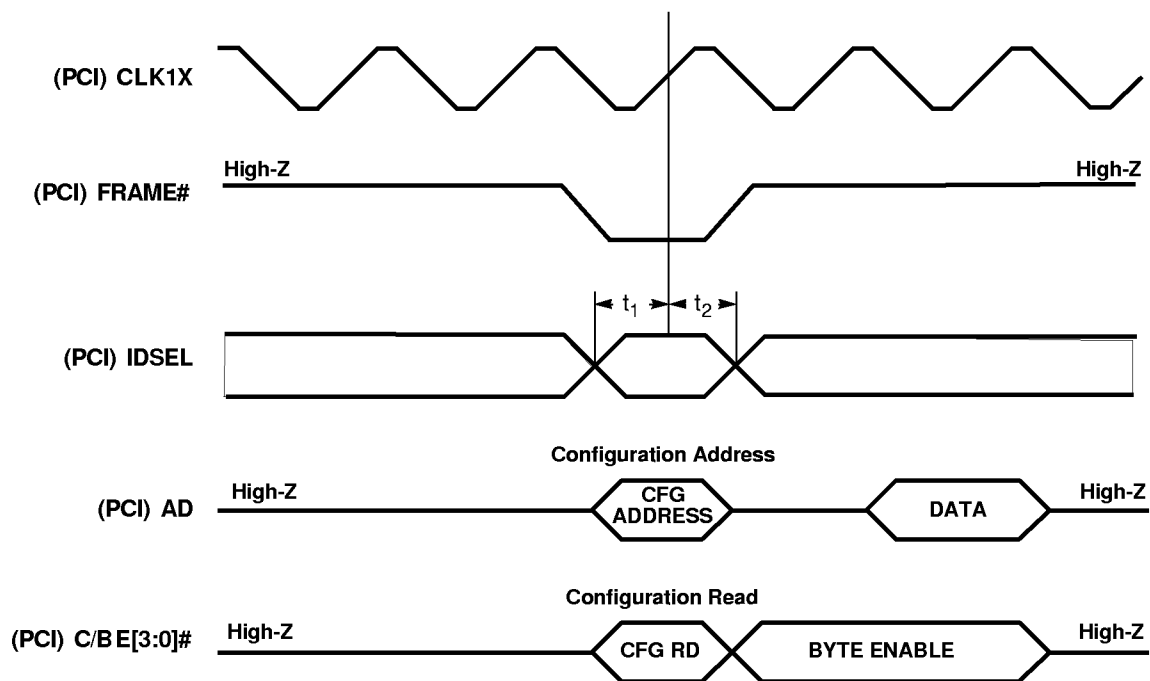 (PCI) CLK1X
High-Z
High-Z
(PCI) FRAME#
t1
t2
(PCI) IDSEL
Configuration Address
High-Z
CFG
ADDRESS
DATA
High-Z
(PCI) AD
Configuration Read
High-Z
CFG RD
BYTE ENABLE
High-Z
(PCI) C/BE[3:0]#